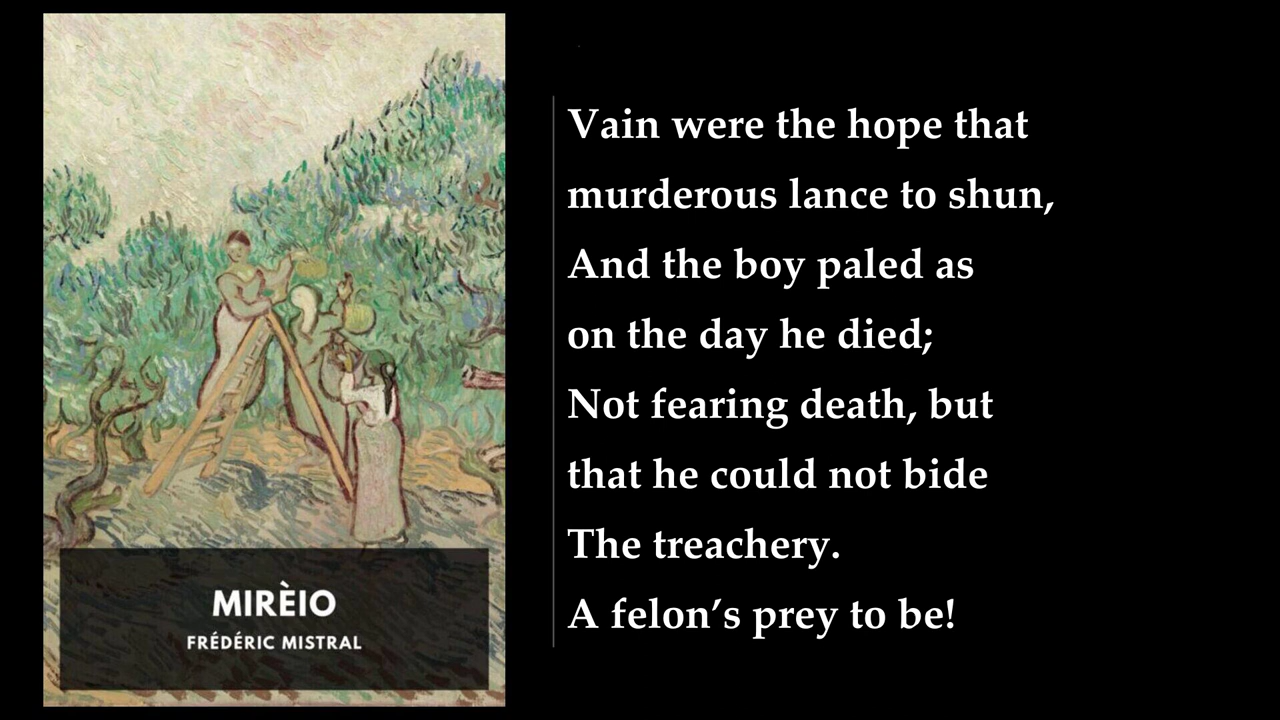 MIRÈIO
FRÉDÉRIC MISTRAL
Vain were the hope that
murderous lance to shun,
And the boy paled as
on the day he died;
Not fearing death, but
that he could not bide
The treachery.
A felon’s prey to be!